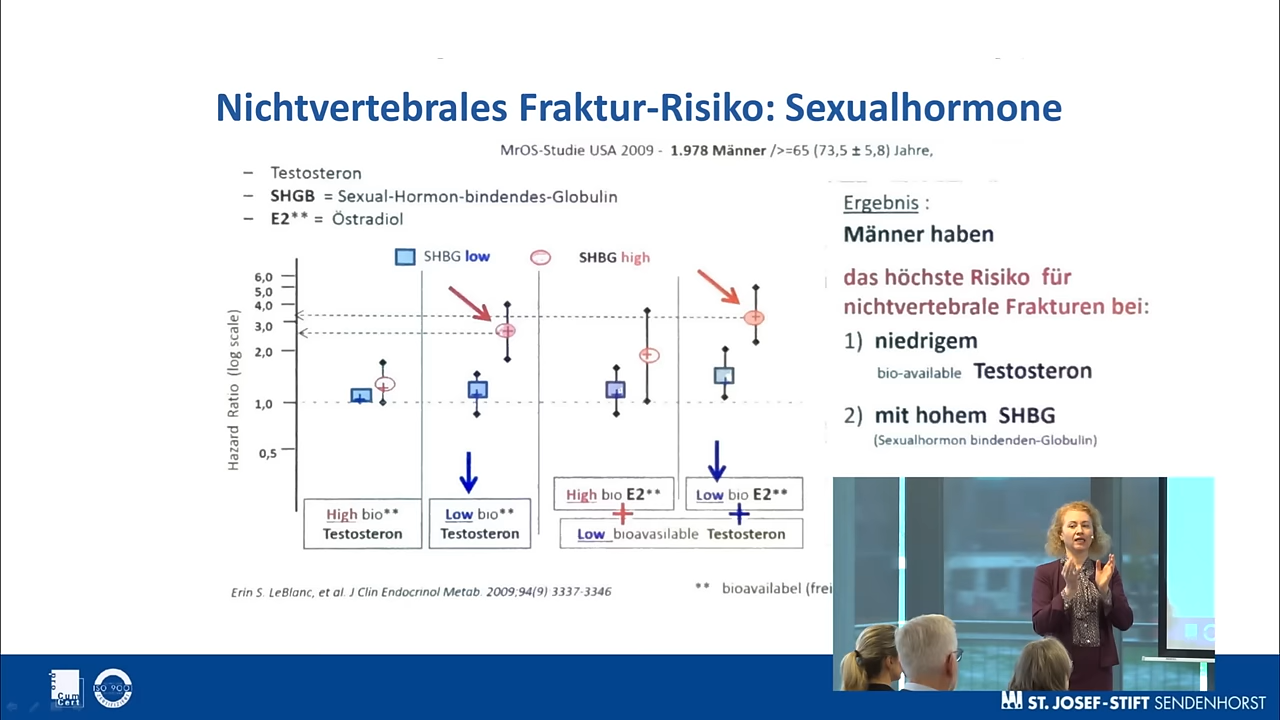 Nichtvertebrales Fraktur-Risiko: Sexualhormone
MrOS-Studie USA 2009 - 1.978 Männer />=65 (73,5 ± 5,8) Jahre,
– Testosteron
– SHGB = Sexual-Hormon-bindendes-Globulin
– E2** = Östradiol
SHBG low
SHBG high
Hazard Ratio (log scale)
6,0
5,0
4,0
3,0
2,0
1,0
0,5
High bio**
Testosteron
Low bio**
Testosteron
High bio E2**
Low bio E2**
Low bioavasilable Testosteron
Ergebnis :
Männer haben
das höchste Risiko für
nichtvertebrale Frakturen bei:
1) niedrigem
bio-available Testosteron
2) mit hohem SHBG
(Sexualhormon bindenden-Globulin)
Erin S. LeBlanc, et al. J Clin Endocrinol Metab. 2009;94(9) 3337-3346
** bioavailabel (frei
Cum
Cert
ISO 9001
ST. JOSEF-STIFT SENDENHORST